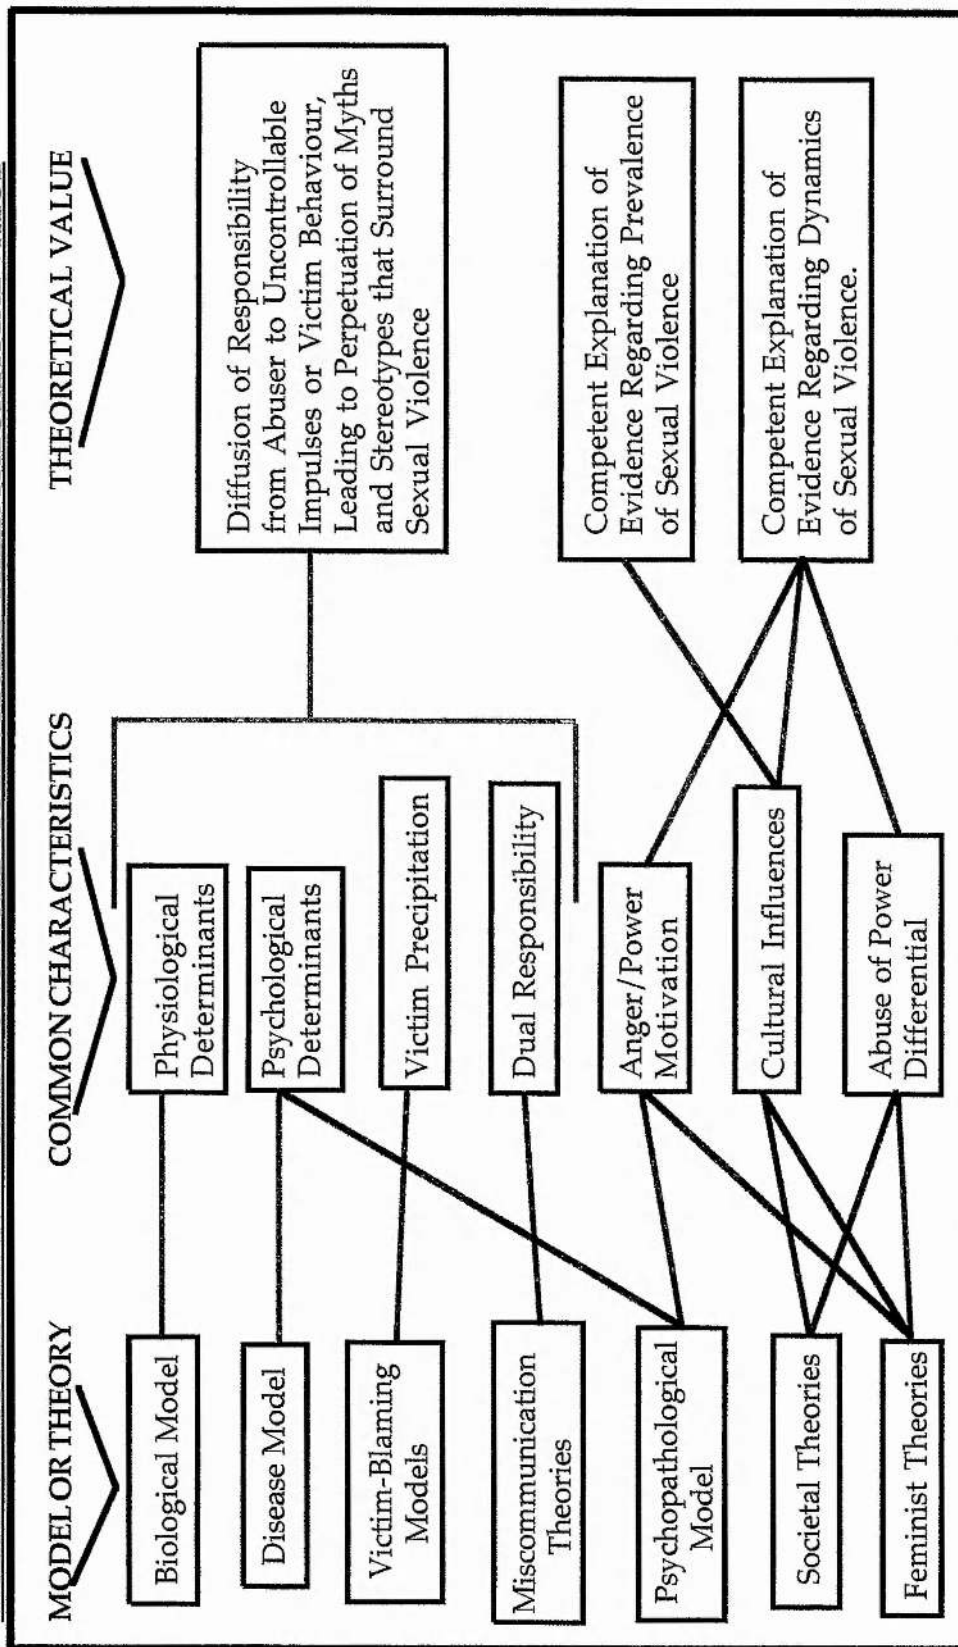 MODEL OR THEORY
COMMON CHARACTERISTICS
THEORETICAL VALUE
Biological Model
Disease Model
Victim-Blaming
Models
Miscommunication
Theories
Psychopathological
Model
Societal Theories
Feminist Theories
Physiological
Determinants
Psychological
Determinants
Victim Precipitation
Dual Responsibility
Anger/Power
Motivation
Cultural Influences
Abuse of Power
Differential
Diffusion of Responsibility
from Abuser to Uncontrollable
Impulses or Victim Behaviour,
Leading to Perpetuation of Myths
and Stereotypes that Surround
Sexual Violence
Competent Explanation of
Evidence Regarding Prevalence
of Sexual Violence
Competent Explanation of
Evidence Regarding Dynamics
of Sexual Violence.